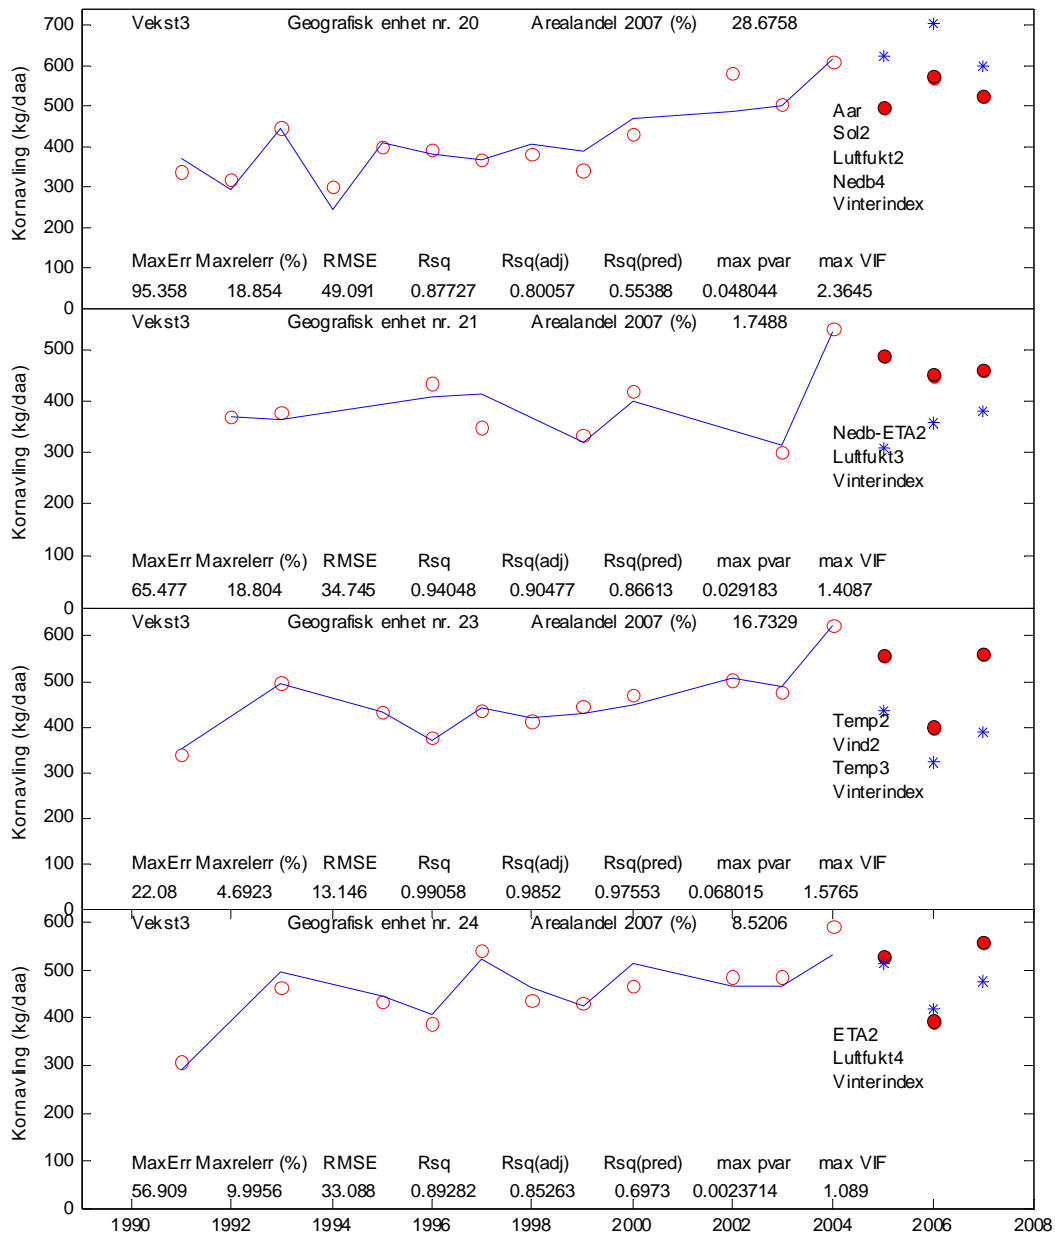 Vekst3 Geografisk enhet nr. 20 Arealandel 2007 (%) 28.6758
700
600
500
400
300
200
100
0
Kornavling (kg/daa)
Aar
Sol2
Luftfukt2
Nedb4
Vinterindex
MaxErr Maxrelerr (%) RMSE Rsq Rsq(adj) Rsq(pred) max pvar max VIF
95.358 18.854 49.091 0.87727 0.80057 0.55388 0.048044 2.3645
Vekst3 Geografisk enhet nr. 21 Arealandel 2007 (%) 1.7488
500
400
300
200
100
0
Kornavling (kg/daa)
Nedb-ETA2
Luftfukt3
Vinterindex
MaxErr Maxrelerr (%) RMSE Rsq Rsq(adj) Rsq(pred) max pvar max VIF
65.477 18.804 34.745 0.94048 0.90477 0.86613 0.029183 1.4087
Vekst3 Geografisk enhet nr. 23 Arealandel 2007 (%) 16.7329
600
500
400
300
200
100
0
Kornavling (kg/daa)
Temp2
Vind2
Temp3
Vinterindex
MaxErr Maxrelerr (%) RMSE Rsq Rsq(adj) Rsq(pred) max pvar max VIF
22.08 4.6923 13.146 0.99058 0.9852 0.97553 0.068015 1.5765
Vekst3 Geografisk enhet nr. 24 Arealandel 2007 (%) 8.5206
600
500
400
300
200
100
0
Kornavling (kg/daa)
ETA2
Luftfukt4
Vinterindex
MaxErr Maxrelerr (%) RMSE Rsq Rsq(adj) Rsq(pred) max pvar max VIF
56.909 9.9956 33.088 0.89282 0.85263 0.6973 0.0023714 1.089
1990 1992 1994 1996 1998 2000 2002 2004 2006 2008